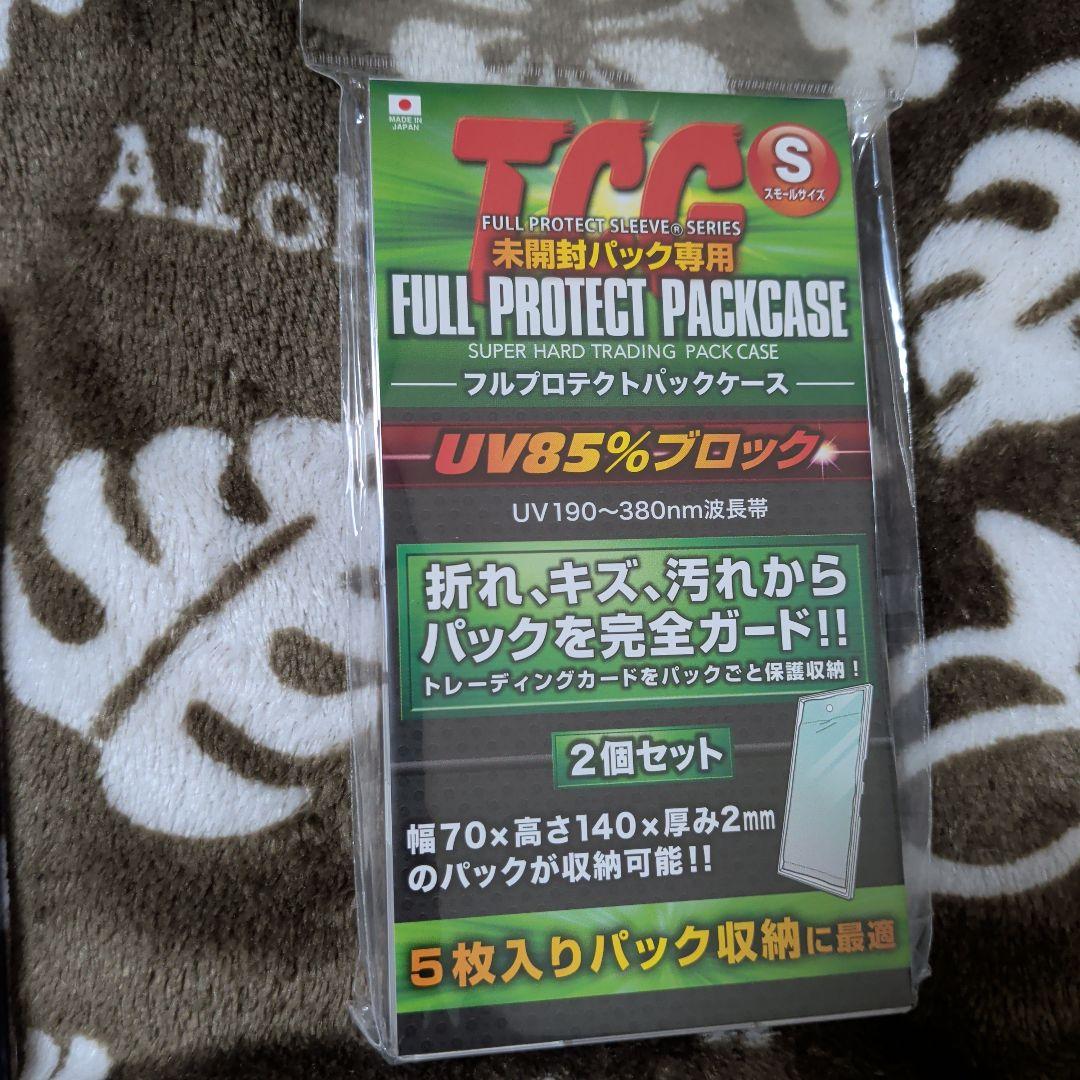 Alo
MADE IN
JAPAN
TCG
S
スモールサイズ
FULL PROTECT SLEEVE® SERIES
未開封パック専用
FULL PROTECT PACKCASE
SUPER HARD TRADING PACK CASE
フルプロテクトパックケース
UV85%ブロック
UV190～380nm波長帯
折れ、キズ、汚れから
パックを完全ガード!!
トレーディングカードをパックごと保護収納！
2個セット
幅70×高さ140×厚み2mm
のパックが収納可能!!
5枚入りパック収納に最適